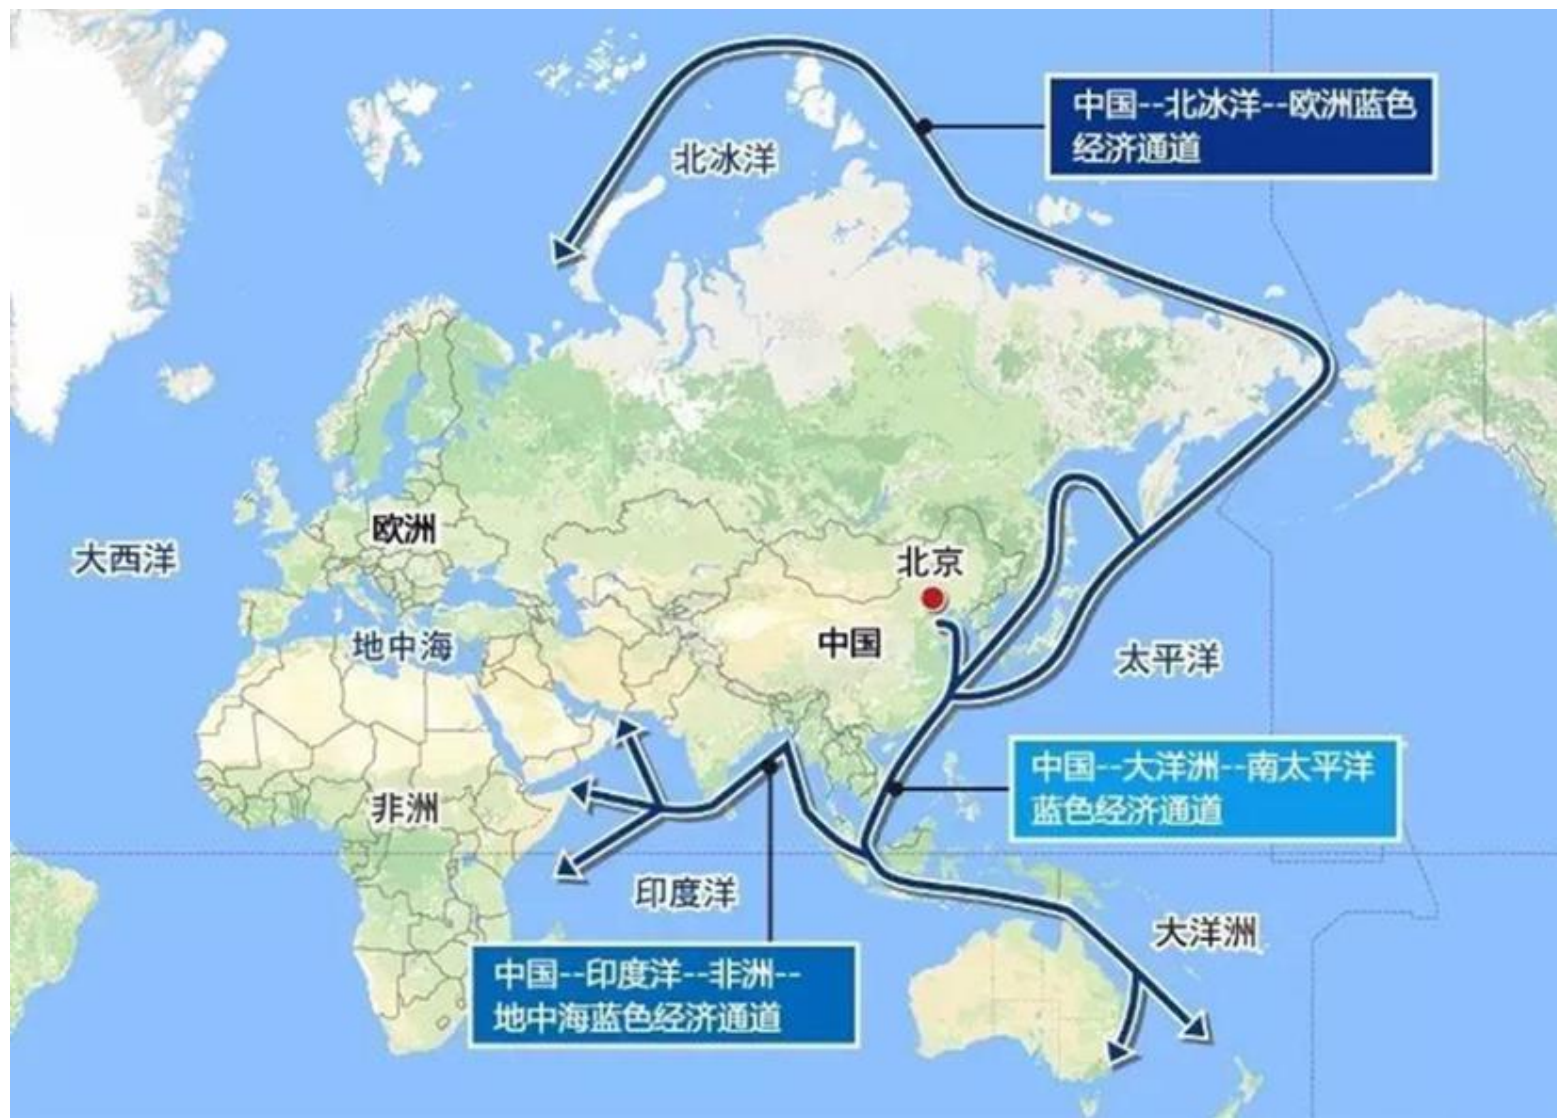 中国--北冰洋--欧洲蓝色
经济通道
北冰洋
欧洲
大西洋
北京
地中海
中国
太平洋
中国--大洋洲--南太平洋
蓝色经济通道
非洲
印度洋
大洋洲
中国--印度洋--非洲--
地中海蓝色经济通道